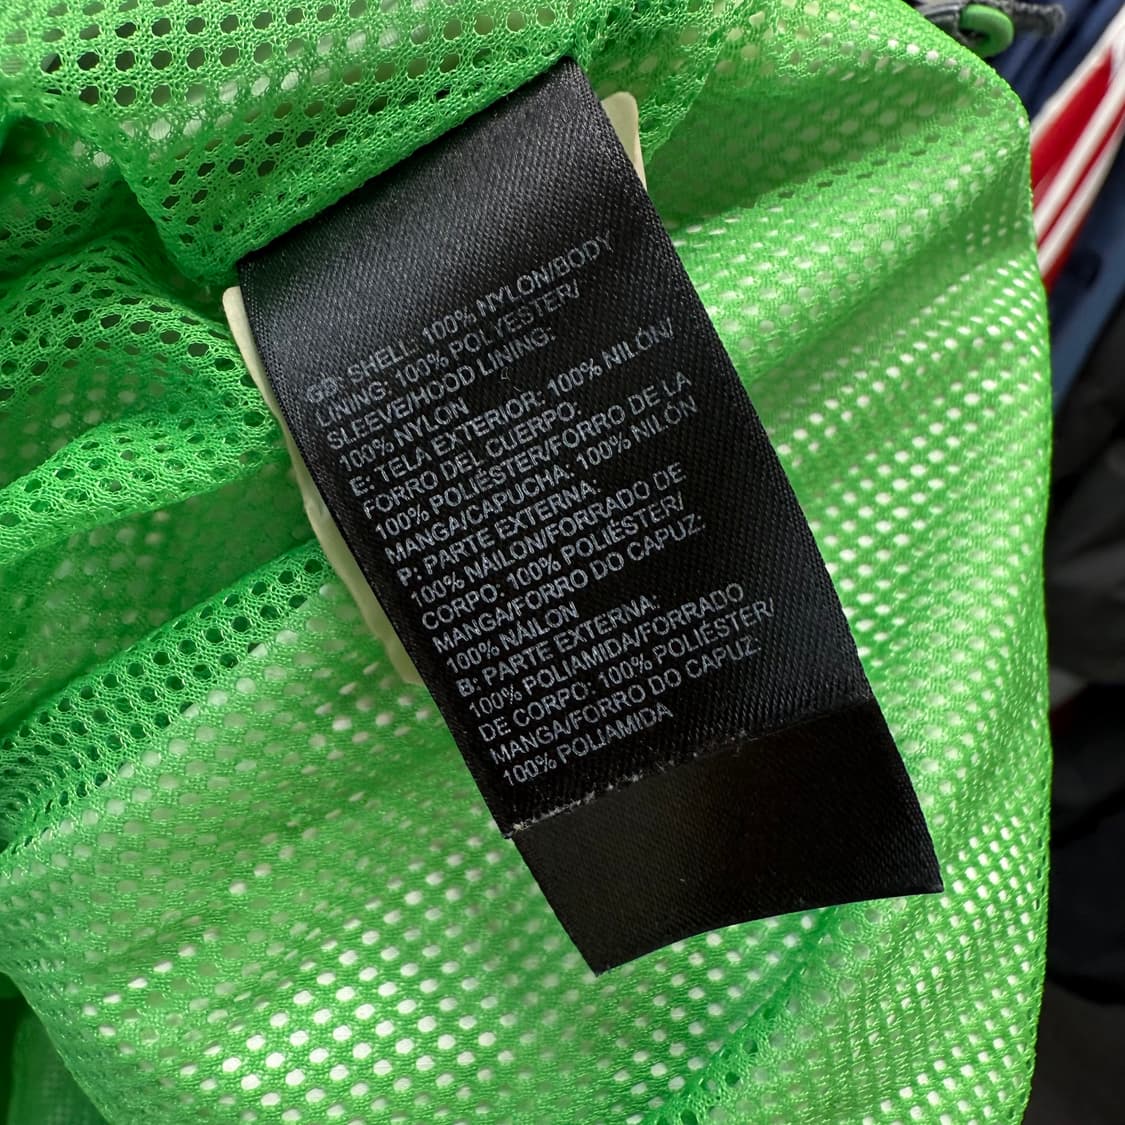 GB: SHELL: 100% NYLON/BODY
LINING: 100% POLYESTER/
SLEEVE/HOOD LINING:
100% NYLON
E: TELA EXTERIOR: 100% NILÓN/
FORRO DEL CUERPO:
100% POLIÉSTER/FORRO DE LA
MANGA/CAPUCHA: 100% NILÓN
P: PARTE EXTERNA:
100% NÁILON/FORRADO DE
CORPO: 100% POLIÉSTER/
MANGA/FORRO DO CAPUZ:
100% NÁILON
B: PARTE EXTERNA:
100% POLIAMIDA/FORRADO
DE CORPO: 100% POLIÉSTER/
MANGA/FORRO DO CAPUZ
100% POLIAMIDA